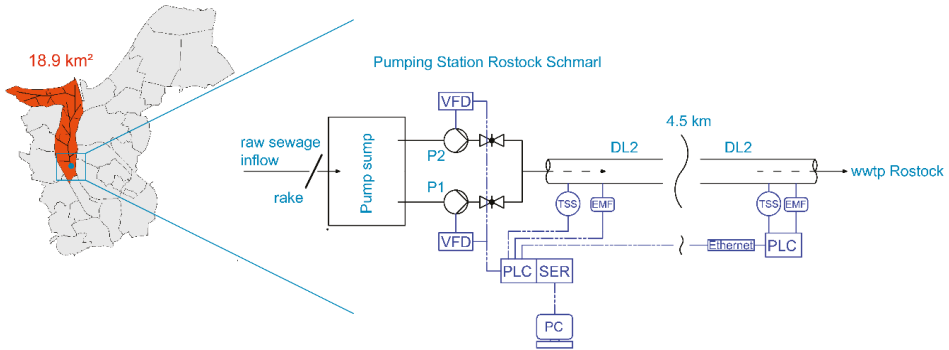 18.9 km²
Pumping Station Rostock Schmarl
VFD
4.5 km
raw sewage
inflow
rake
Pump sump
P2
P1
DL2
DL2
wwtp Rostock
TSS
EMF
TSS
EMF
VFD
Ethernet
PLC
PLC
SER
PC